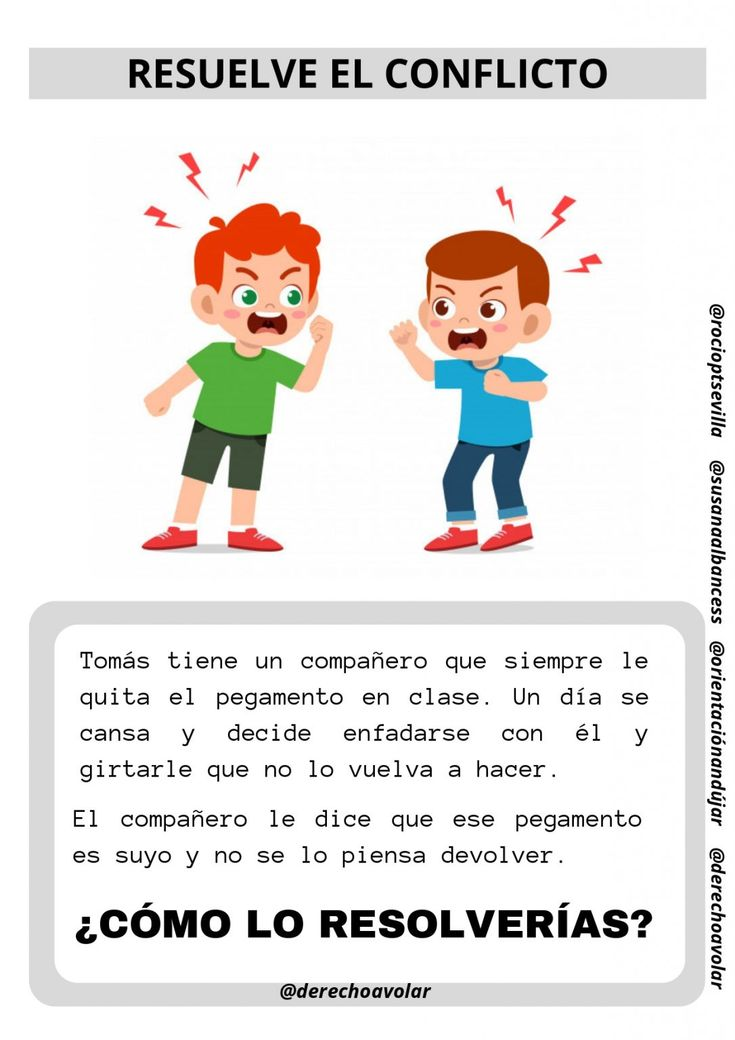 RESUELVE EL CONFLICTO
Tomás tiene un compañero que siempre le
quita el pegamento en clase. Un día se
cansa y decide enfadarse con él y
girtarle que no lo vuelva a hacer.
El compañero le dice que ese pegamento
es suyo y no se lo piensa devolver.
¿CÓMO LO RESOLVERÍAS?
@derechoavolar
@rocioptsevilla @susanaalbancess @orientaciónandújar @derechoavolar